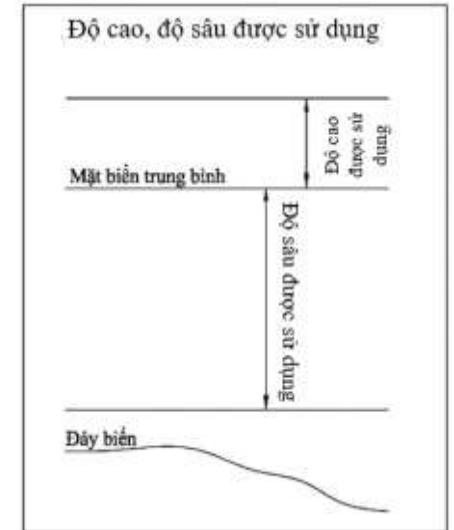 Độ cao, độ sâu được sử dụng
Độ cao
được sử
dụng
Mặt biển trung bình
Độ sâu được sử dụng
Đáy biển